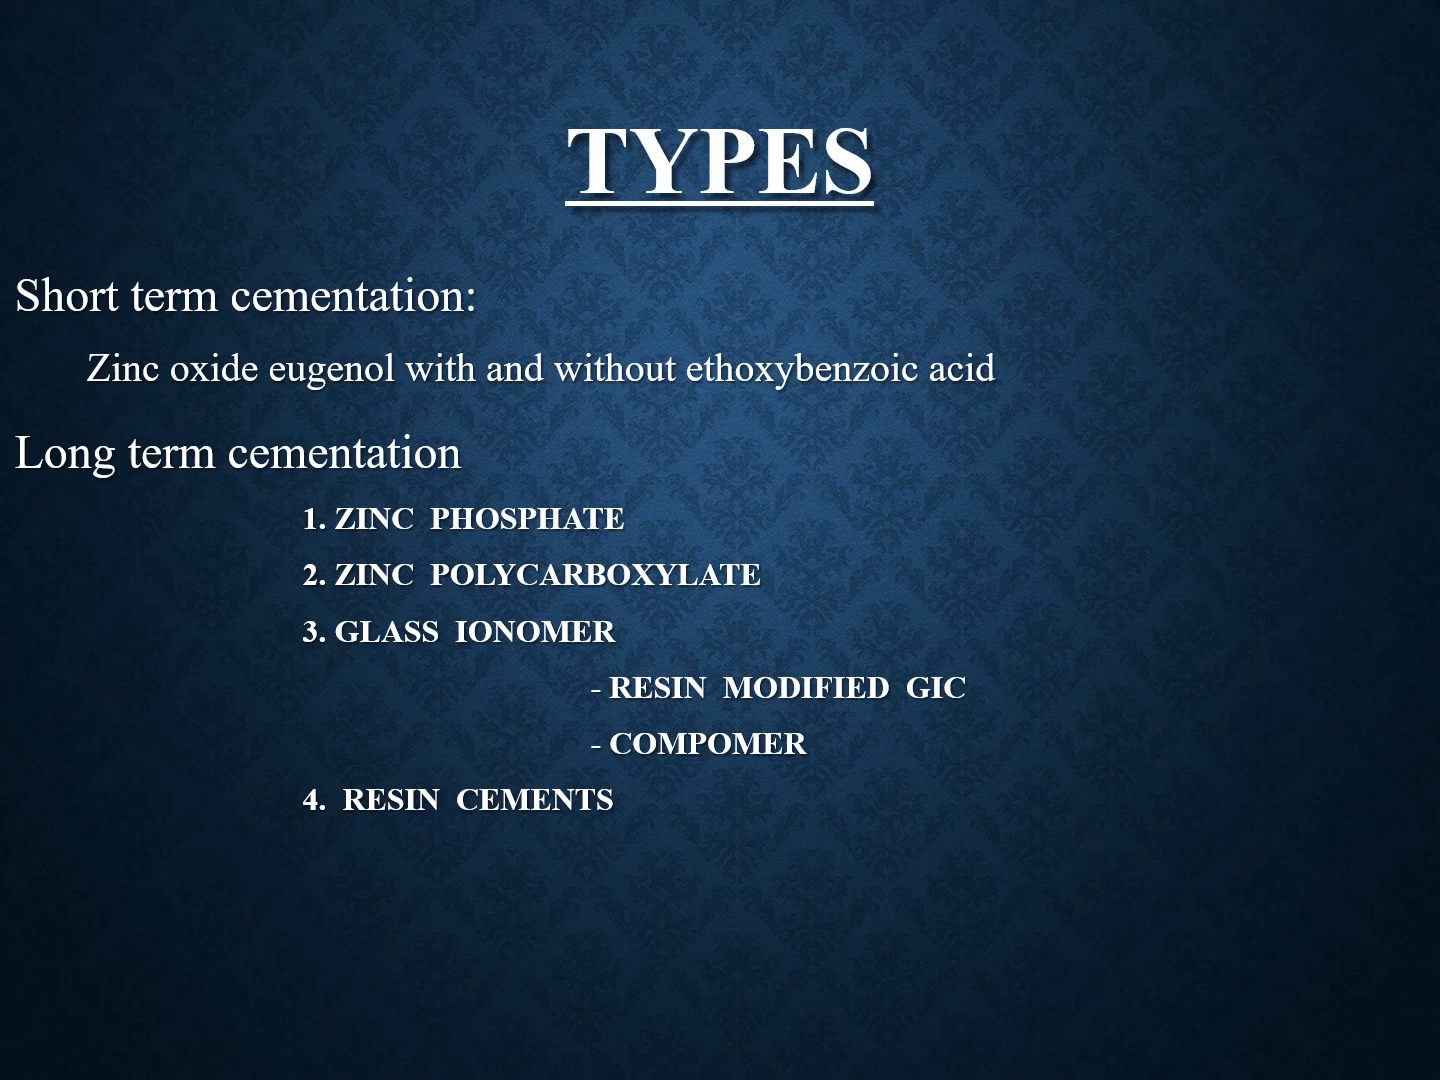 TYPES
Short term cementation:
Zinc oxide eugenol with and without ethoxybenzoic acid
Long term cementation
1. ZINC PHOSPHATE
2. ZINC POLYCARBOXYLATE
3. GLASS IONOMER
- RESIN MODIFIED GIC
- COMPOMER
4. RESIN CEMENTS